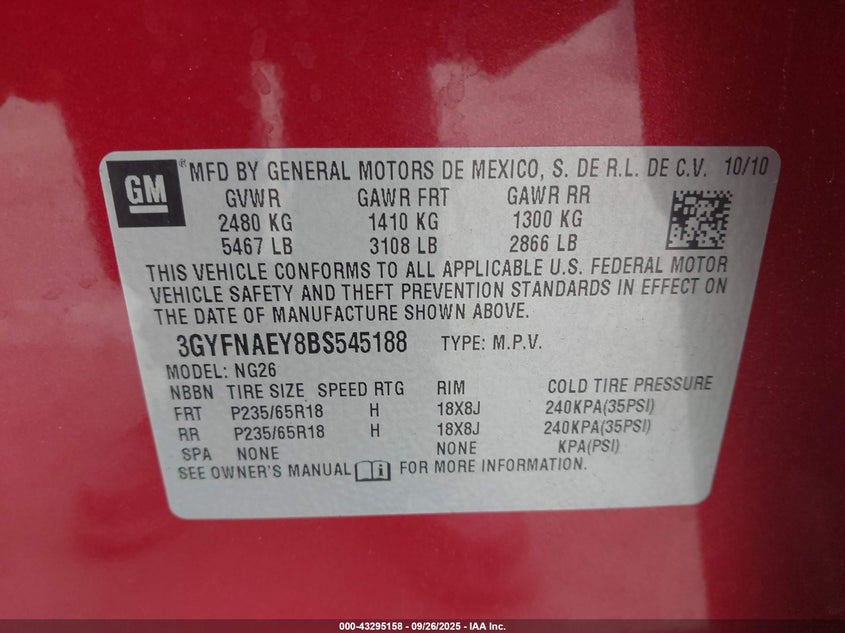 GM ® MFD BY GENERAL MOTORS DE MEXICO, S. DE R.L. DE C.V. 10/10
GVWR GAWR FRT GAWR RR
2480 KG 1410 KG 1300 KG
5467 LB 3108 LB 2866 LB
THIS VEHICLE CONFORMS TO ALL APPLICABLE U.S. FEDERAL MOTOR
VEHICLE SAFETY AND THEFT PREVENTION STANDARDS IN EFFECT ON
THE DATE OF MANUFACTURE SHOWN ABOVE.
3GYFNAEY8BS545188 TYPE: M.P.V.
MODEL: NG26
NBBN TIRE SIZE SPEED RTG RIM COLD TIRE PRESSURE
FRT P235/65R18 H 18X8J 240KPA(35PSI)
RR P235/65R18 H 18X8J 240KPA(35PSI)
SPA NONE NONE KPA(PSI)
SEE OWNER'S MANUAL FOR MORE INFORMATION.
000-43295158 - 09/26/2025 - IAA Inc.